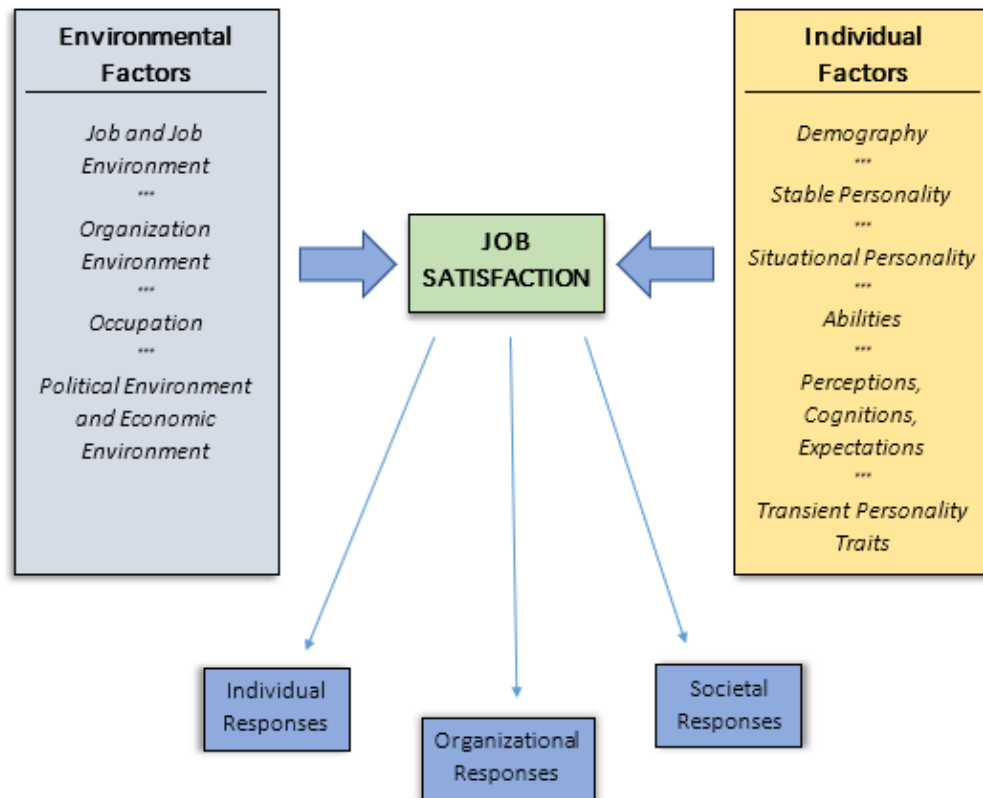 Environmental
Factors
Job and Job
Environment
...
Organization
Environment
...
Occupation
...
Political Environment
and Economic
Environment
JOB
SATISFACTION
Individual
Factors
Demography
...
Stable Personality
...
Situational Personality
...
Abilities
...
Perceptions,
Cognitions,
Expectations
...
Transient Personality
Traits
Individual
Responses
Organizational
Responses
Societal
Responses